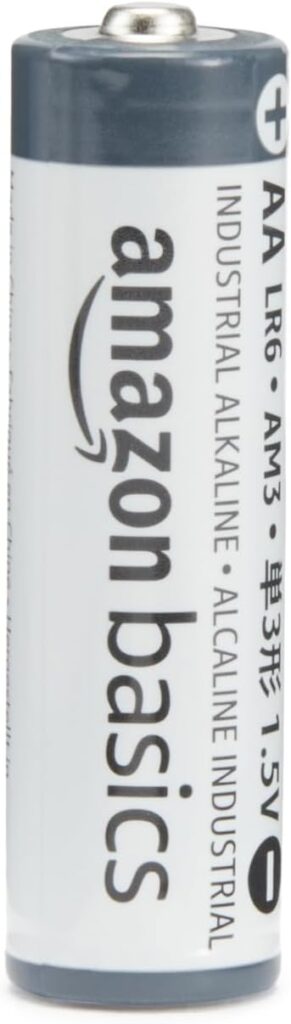 + AA LR6 • AM3 • 単3形 1.5V −
INDUSTRIAL ALKALINE • ALCALINE INDUSTRIAL
amazon basics